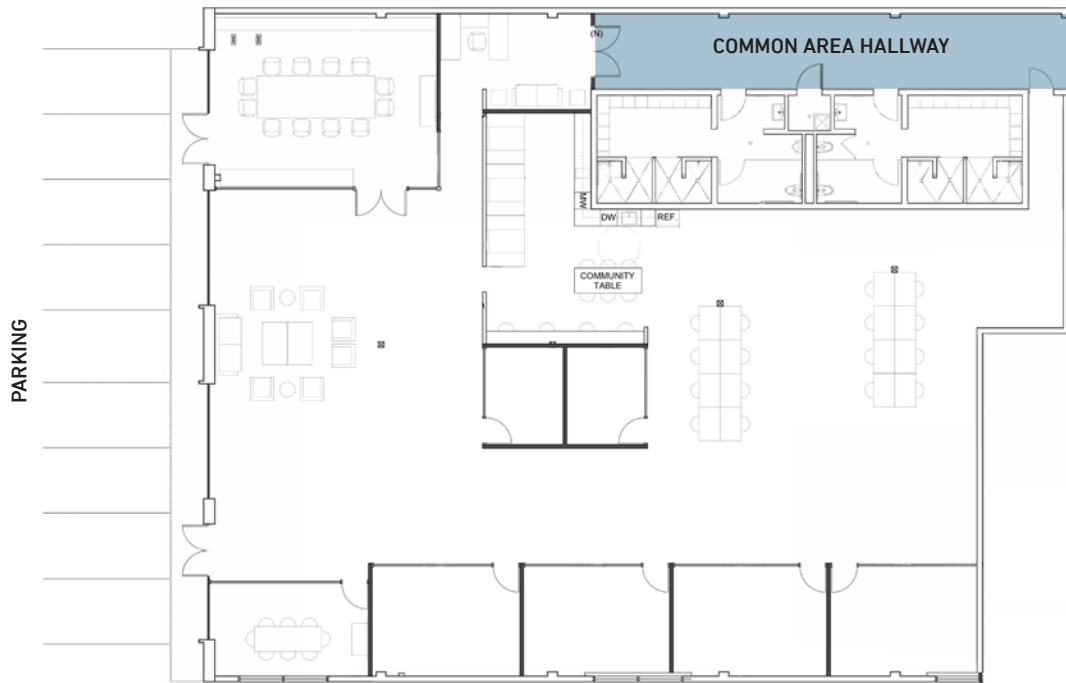 (N)
COMMON AREA HALLWAY
MW
DW
REF.
COMMUNITY
TABLE
PARKING